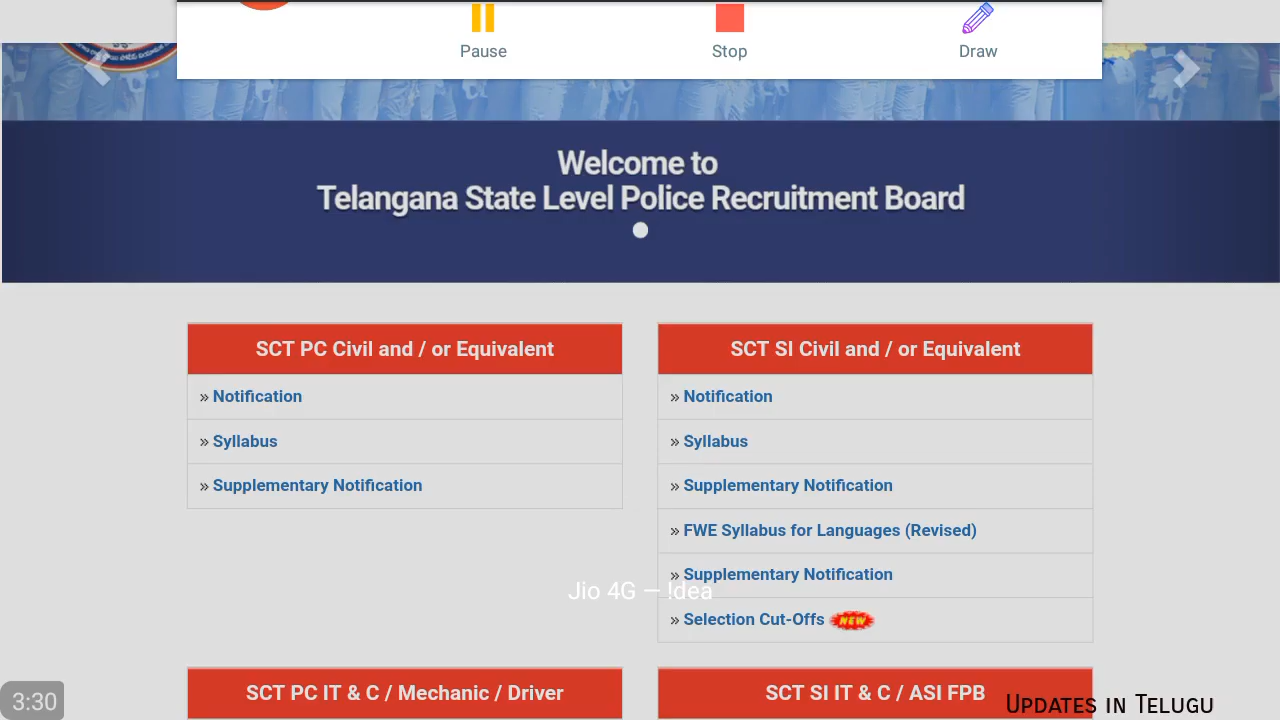 Pause
Stop
Draw
Welcome to
Telangana State Level Police Recruitment Board
SCT PC Civil and / or Equivalent
» Notification
» Syllabus
» Supplementary Notification
SCT SI Civil and / or Equivalent
» Notification
» Syllabus
» Supplementary Notification
» FWE Syllabus for Languages (Revised)
» Supplementary Notification
» Selection Cut-Offs NEW
Jio 4G — !dea
SCT PC IT & C / Mechanic / Driver
SCT SI IT & C / ASI FPB
3:30
Updates in Telugu